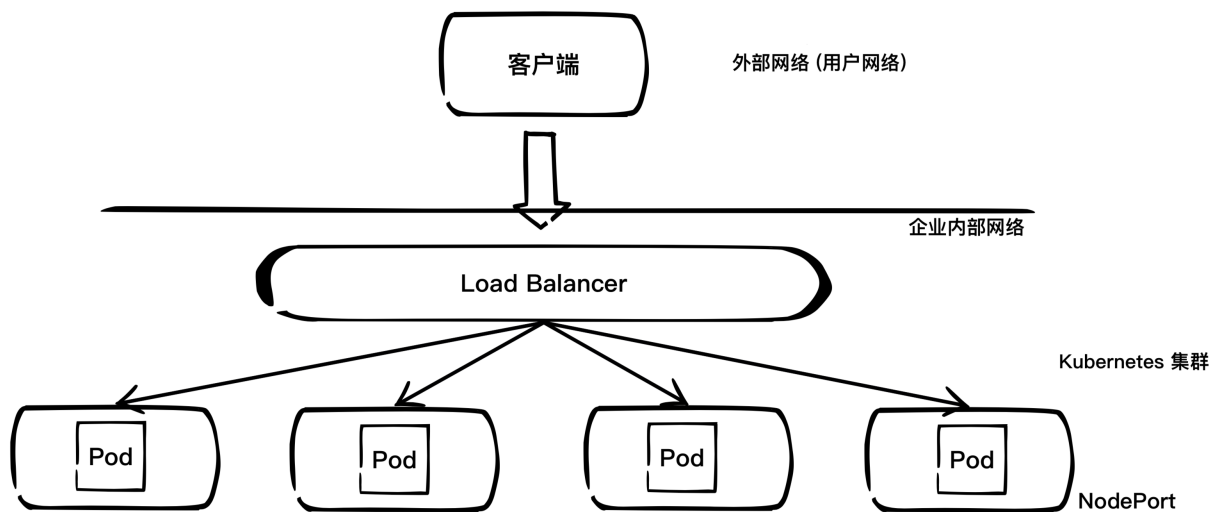 客户端
外部网络 (用户网络)
企业内部网络
Load Balancer
Kubernetes 集群
Pod
Pod
Pod
Pod
NodePort